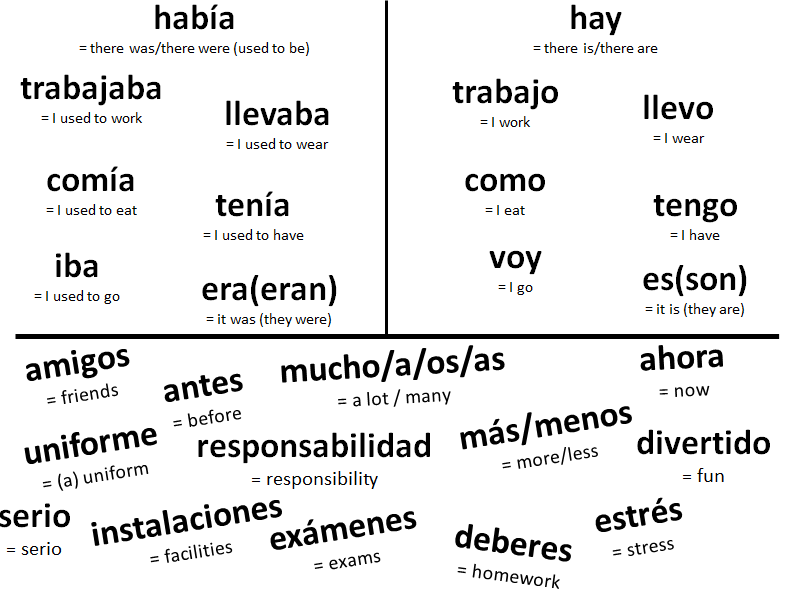 había
= there was/there were (used to be)
trabajaba
= I used to work
llevaba
= I used to wear
comía
= I used to eat
tenía
= I used to have
iba
= I used to go
era(eran)
= it was (they were)
hay
= there is/there are
trabajo
= I work
llevo
= I wear
como
= I eat
tengo
= I have
voy
= I go
es(son)
= it is (they are)
amigos
= friends
antes
= before
mucho/a/os/as
= a lot / many
ahora
= now
uniforme
= (a) uniform
responsabilidad
= responsibility
más/menos
= more/less
divertido
= fun
serio
= serio
instalaciones
= facilities
exámenes
= exams
deberes
= homework
estrés
= stress